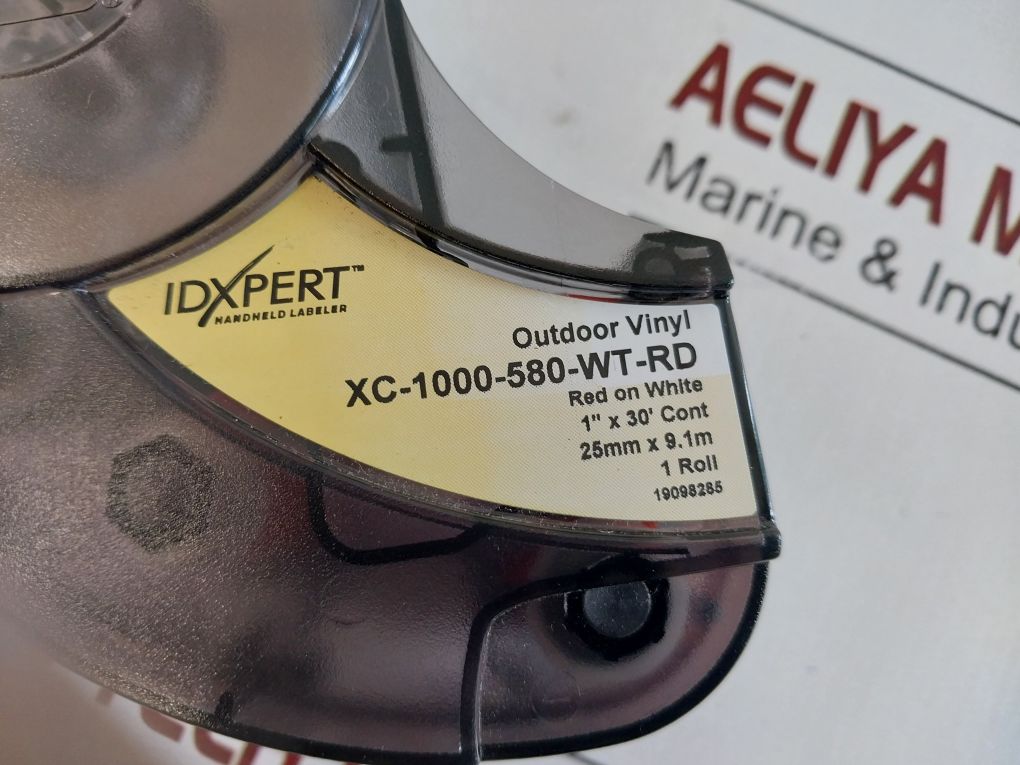 IDXPERT™
HANDHELD LABELER
Outdoor Vinyl
XC-1000-580-WT-RD
Red on White
1" x 30' Cont
25mm x 9.1m
1 Roll
19098285
AELIYA M
Marine & Indu